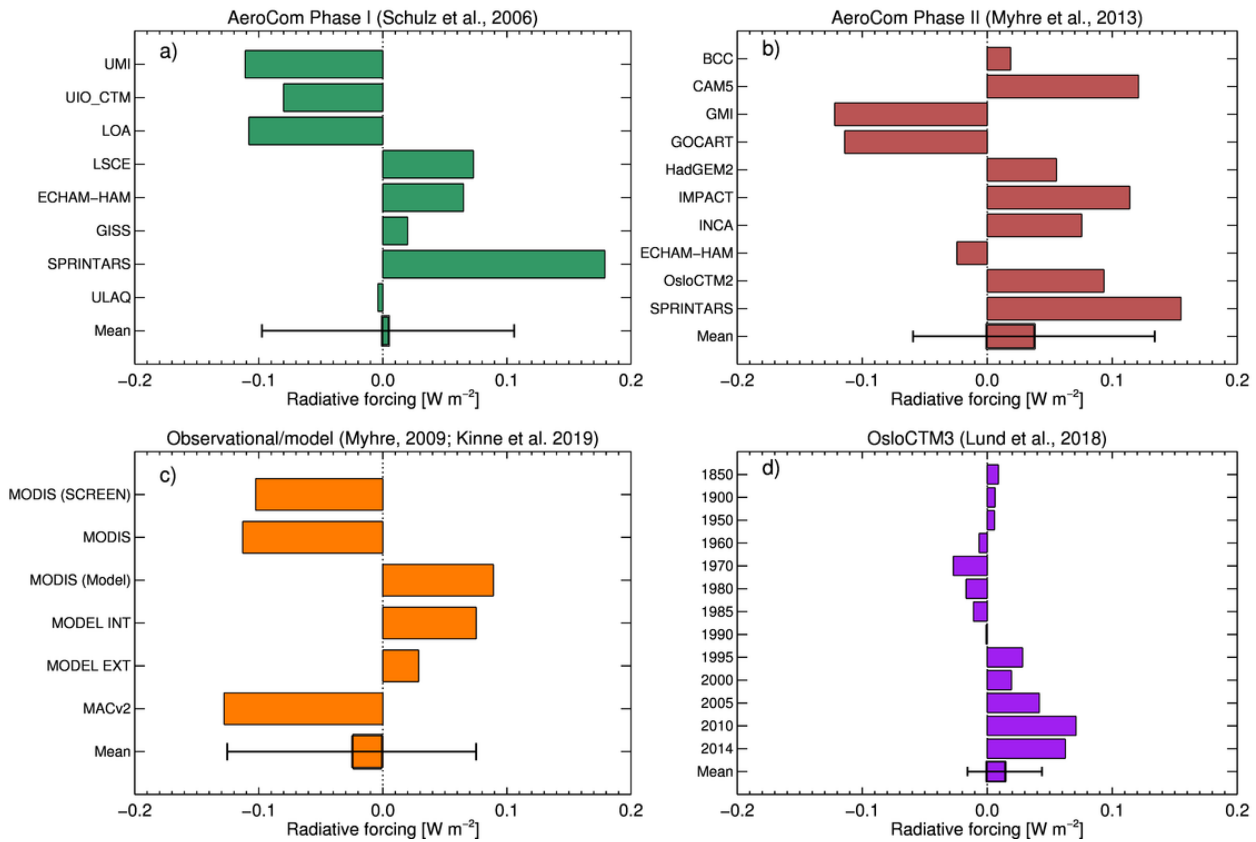 AeroCom Phase I (Schulz et al., 2006)
a)
UMI
UIO_CTM
LOA
LSCE
ECHAM−HAM
GISS
SPRINTARS
ULAQ
Mean
−0.2 −0.1 0.0 0.1 0.2
Radiative forcing [W m⁻²]
AeroCom Phase II (Myhre et al., 2013)
b)
BCC
CAM5
GMI
GOCART
HadGEM2
IMPACT
INCA
ECHAM−HAM
OsloCTM2
SPRINTARS
Mean
−0.2 −0.1 0.0 0.1 0.2
Radiative forcing [W m⁻²]
Observational/model (Myhre, 2009; Kinne et al. 2019)
c)
MODIS (SCREEN)
MODIS
MODIS (Model)
MODEL INT
MODEL EXT
MACv2
Mean
−0.2 −0.1 0.0 0.1 0.2
Radiative forcing [W m⁻²]
OsloCTM3 (Lund et al., 2018)
d)
1850
1900
1950
1960
1970
1980
1985
1990
1995
2000
2005
2010
2014
Mean
−0.2 −0.1 0.0 0.1 0.2
Radiative forcing [W m⁻²]